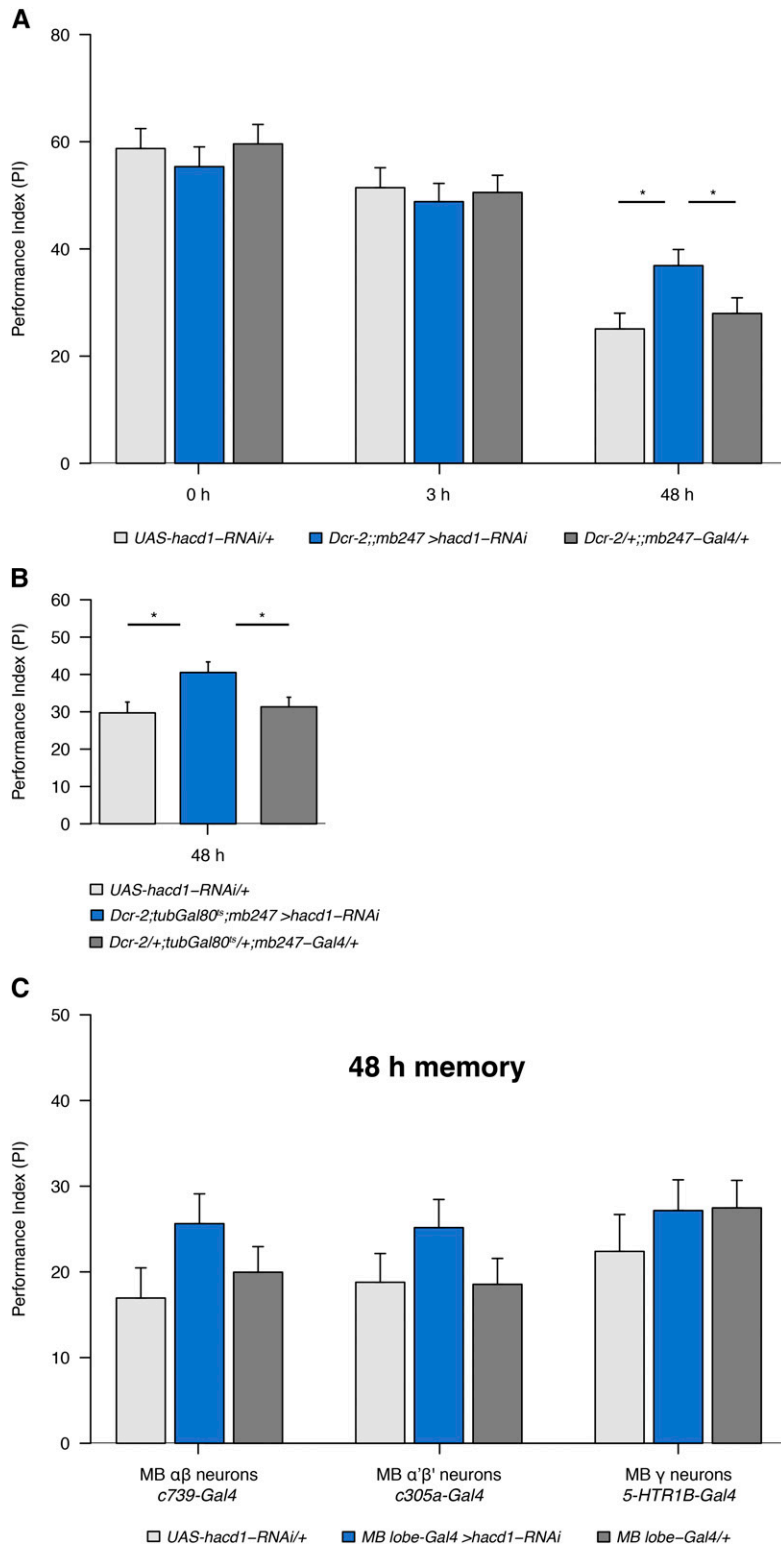 A
Performance Index (PI)
80
60
40
20
0
* *
0 h 3 h 48 h
UAS-hacd1–RNAi/+ Dcr-2;;mb247 >hacd1–RNAi Dcr-2/+;;mb247–Gal4/+
B
Performance Index (PI)
60
50
40
30
20
10
0
* *
48 h
UAS-hacd1–RNAi/+
Dcr-2;tubGal80ts;mb247 >hacd1–RNAi
Dcr-2/+;tubGal80ts/+;mb247–Gal4/+
C
Performance Index (PI)
50
40
30
20
10
0
48 h memory
MB αβ neurons MB α'β' neurons MB γ neurons
c739-Gal4 c305a-Gal4 5-HTR1B-Gal4
UAS-hacd1–RNAi/+ MB lobe-Gal4 >hacd1–RNAi MB lobe–Gal4/+